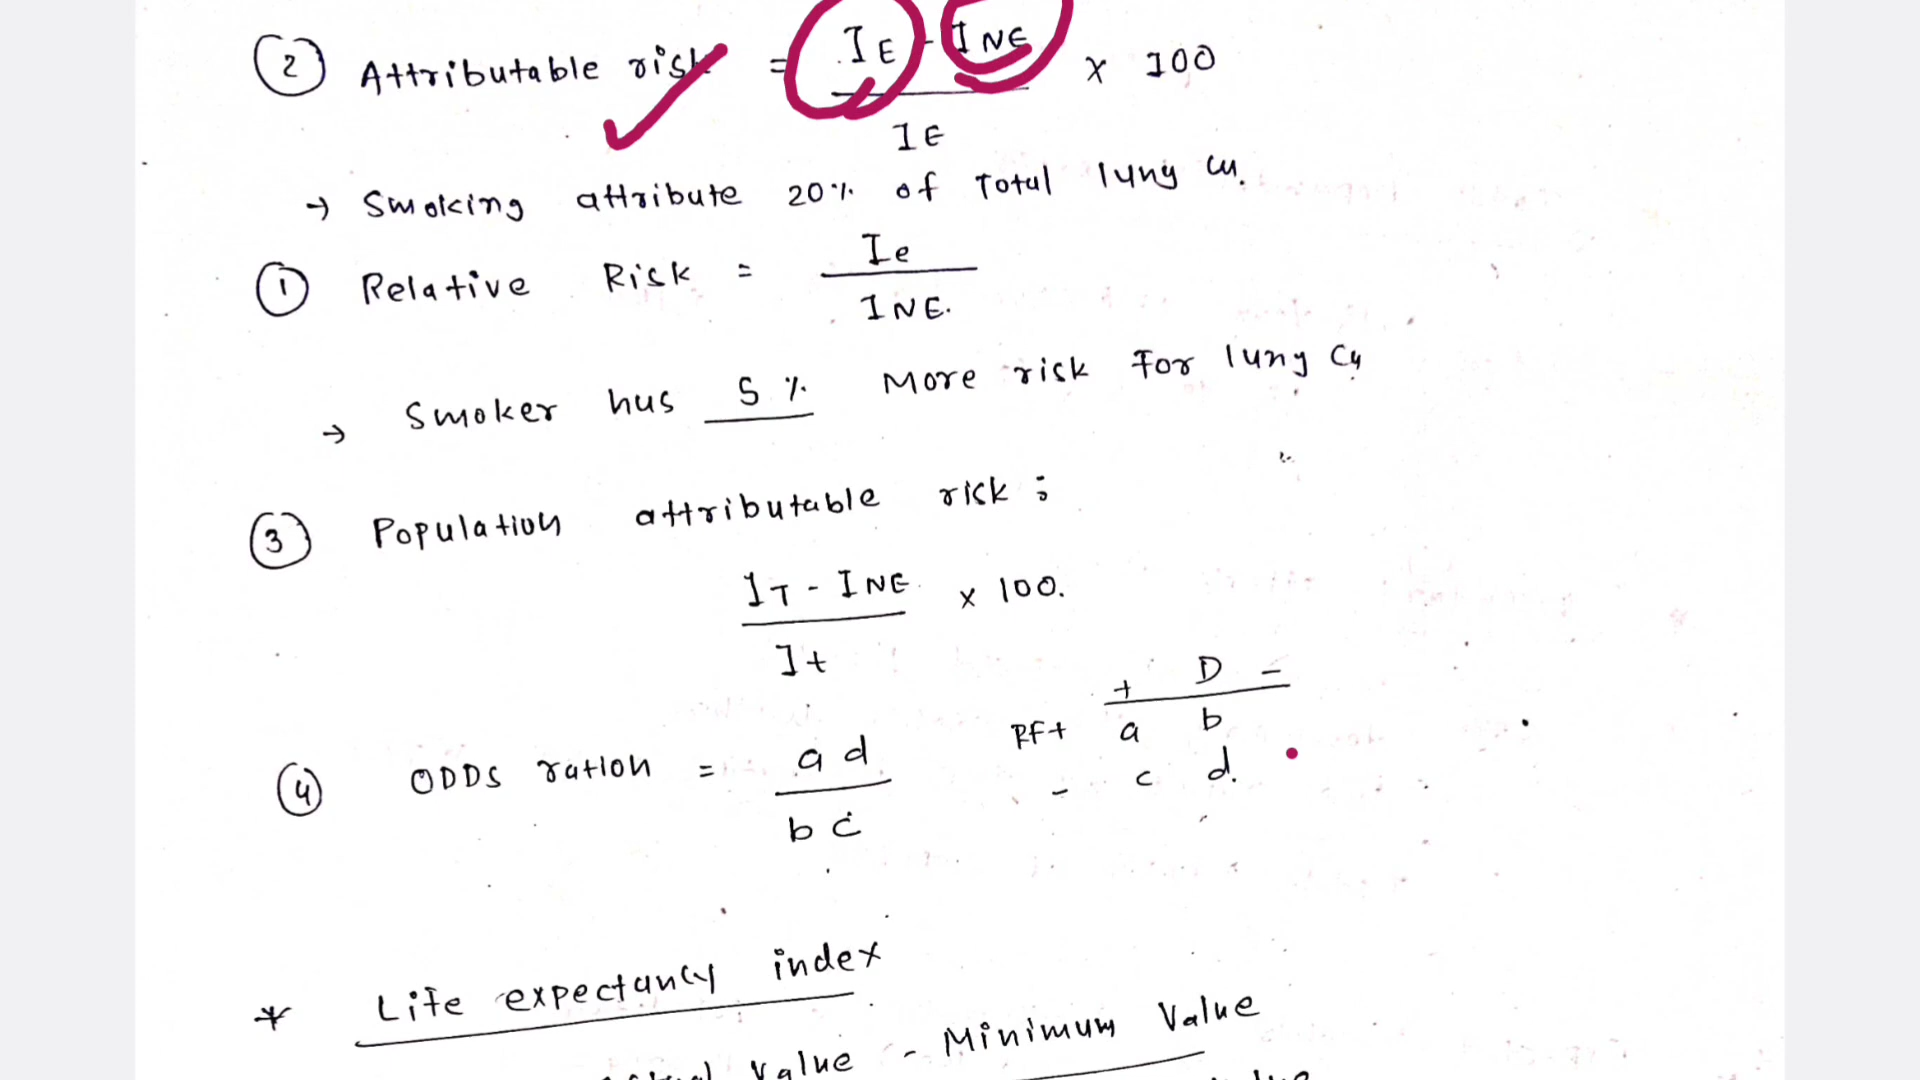 ② Attributable risk = IE - INE × 100
IE
→ Smoking attribute 20% of Total lung ca.
① Relative Risk = Ie
INE.
→ Smoker has 5% More risk For lung Ca
③ Population attributable risk :
IT - INE × 100.
It
+ D -
RF+ a b
④ ODDS ration = ad
- c d.
bc
* Life expectancy index
Value - Minimum Value